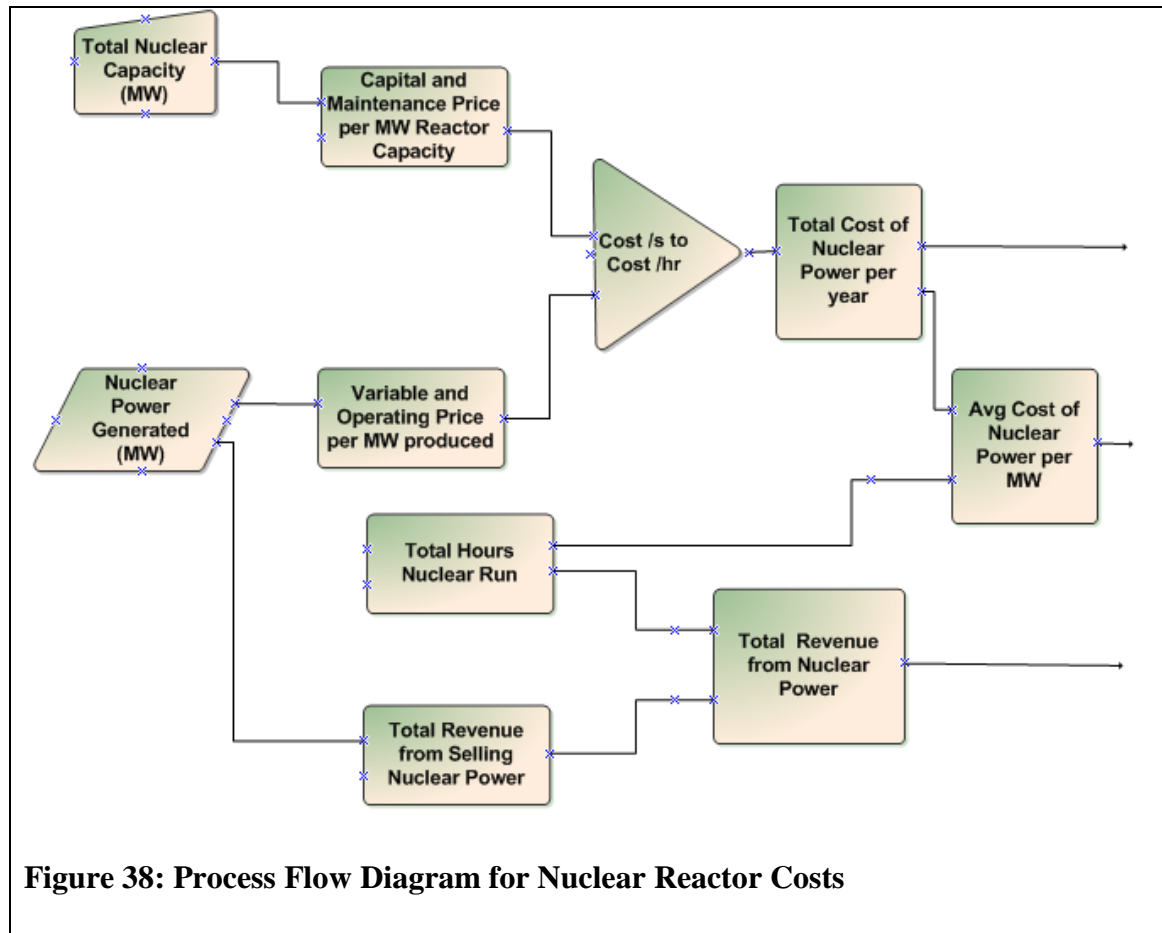 Total Nuclear
Capacity
(MW)
Capital and
Maintenance Price
per MW Reactor
Capacity
Cost /s to
Cost /hr
Total Cost of
Nuclear
Power per
year
Nuclear
Power
Generated
(MW)
Variable and
Operating Price
per MW produced
Avg Cost of
Nuclear
Power per
MW
Total Hours
Nuclear Run
Total Revenue
from Nuclear
Power
Total Revenue
from Selling
Nuclear Power
Figure 38: Process Flow Diagram for Nuclear Reactor Costs